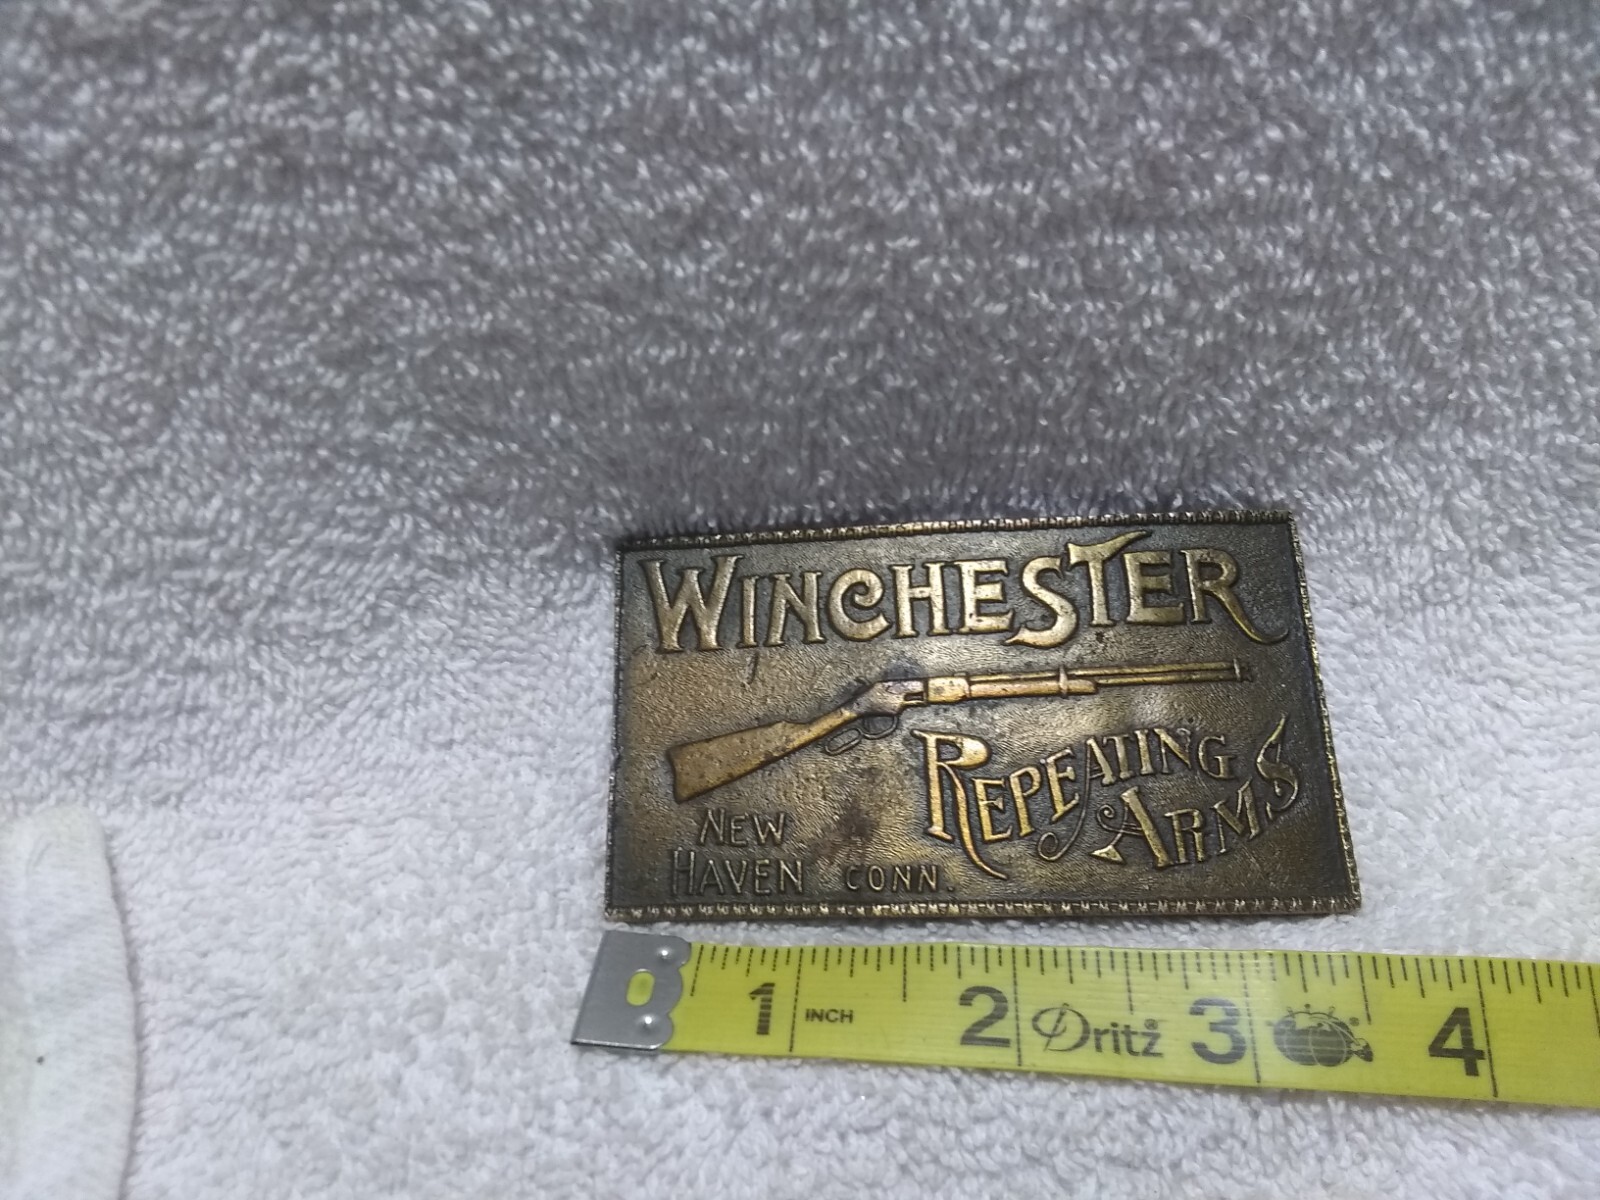 WINCHESTER
REPEATING
ARMS
NEW
HAVEN CONN.
1 INCH 2 Dritz® 3 4